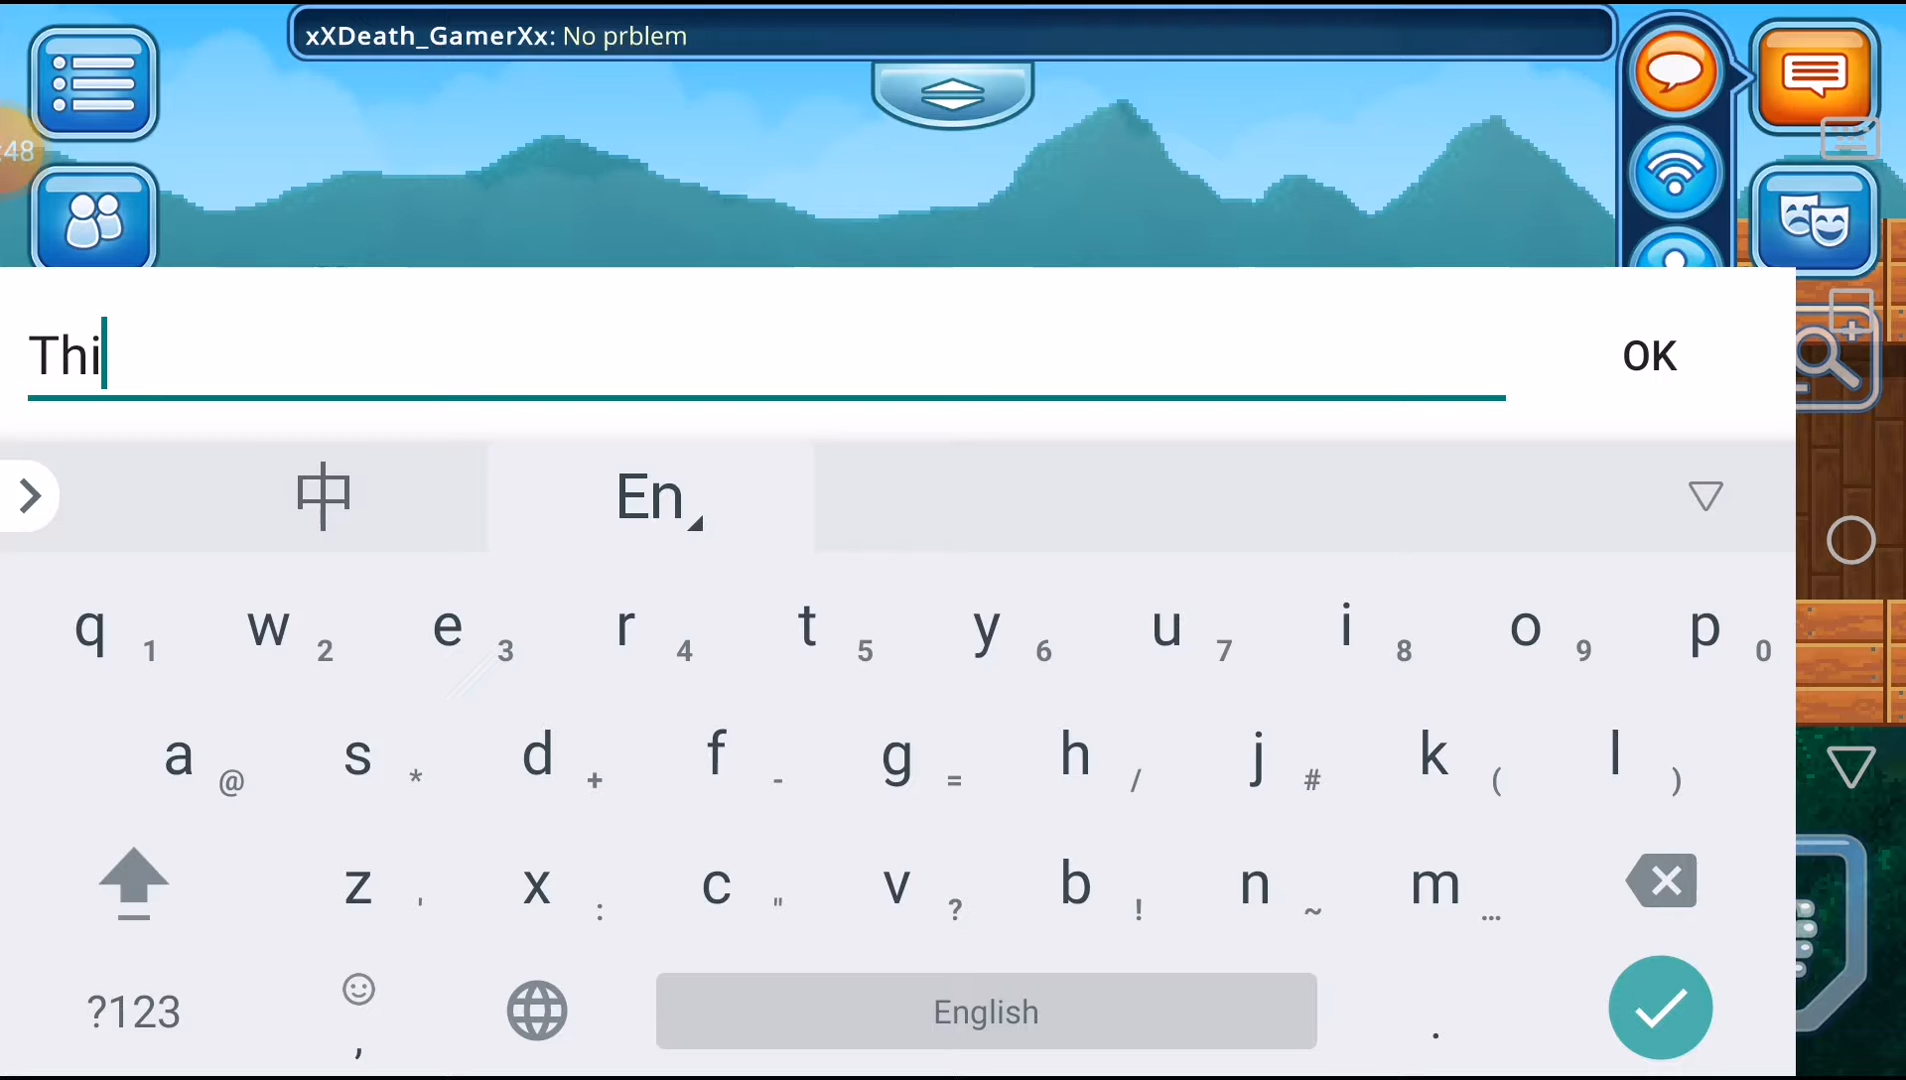 xXDeath_GamerXx: No prblem
:48
Thi
OK
中 En
q 1 w 2 e 3 r 4 t 5 y 6 u 7 i 8 o 9 p 0
a @ s * d + f - g = h / j # k ( l )
z ' x : c " v ? b ! n ~ m …
?123 , English .